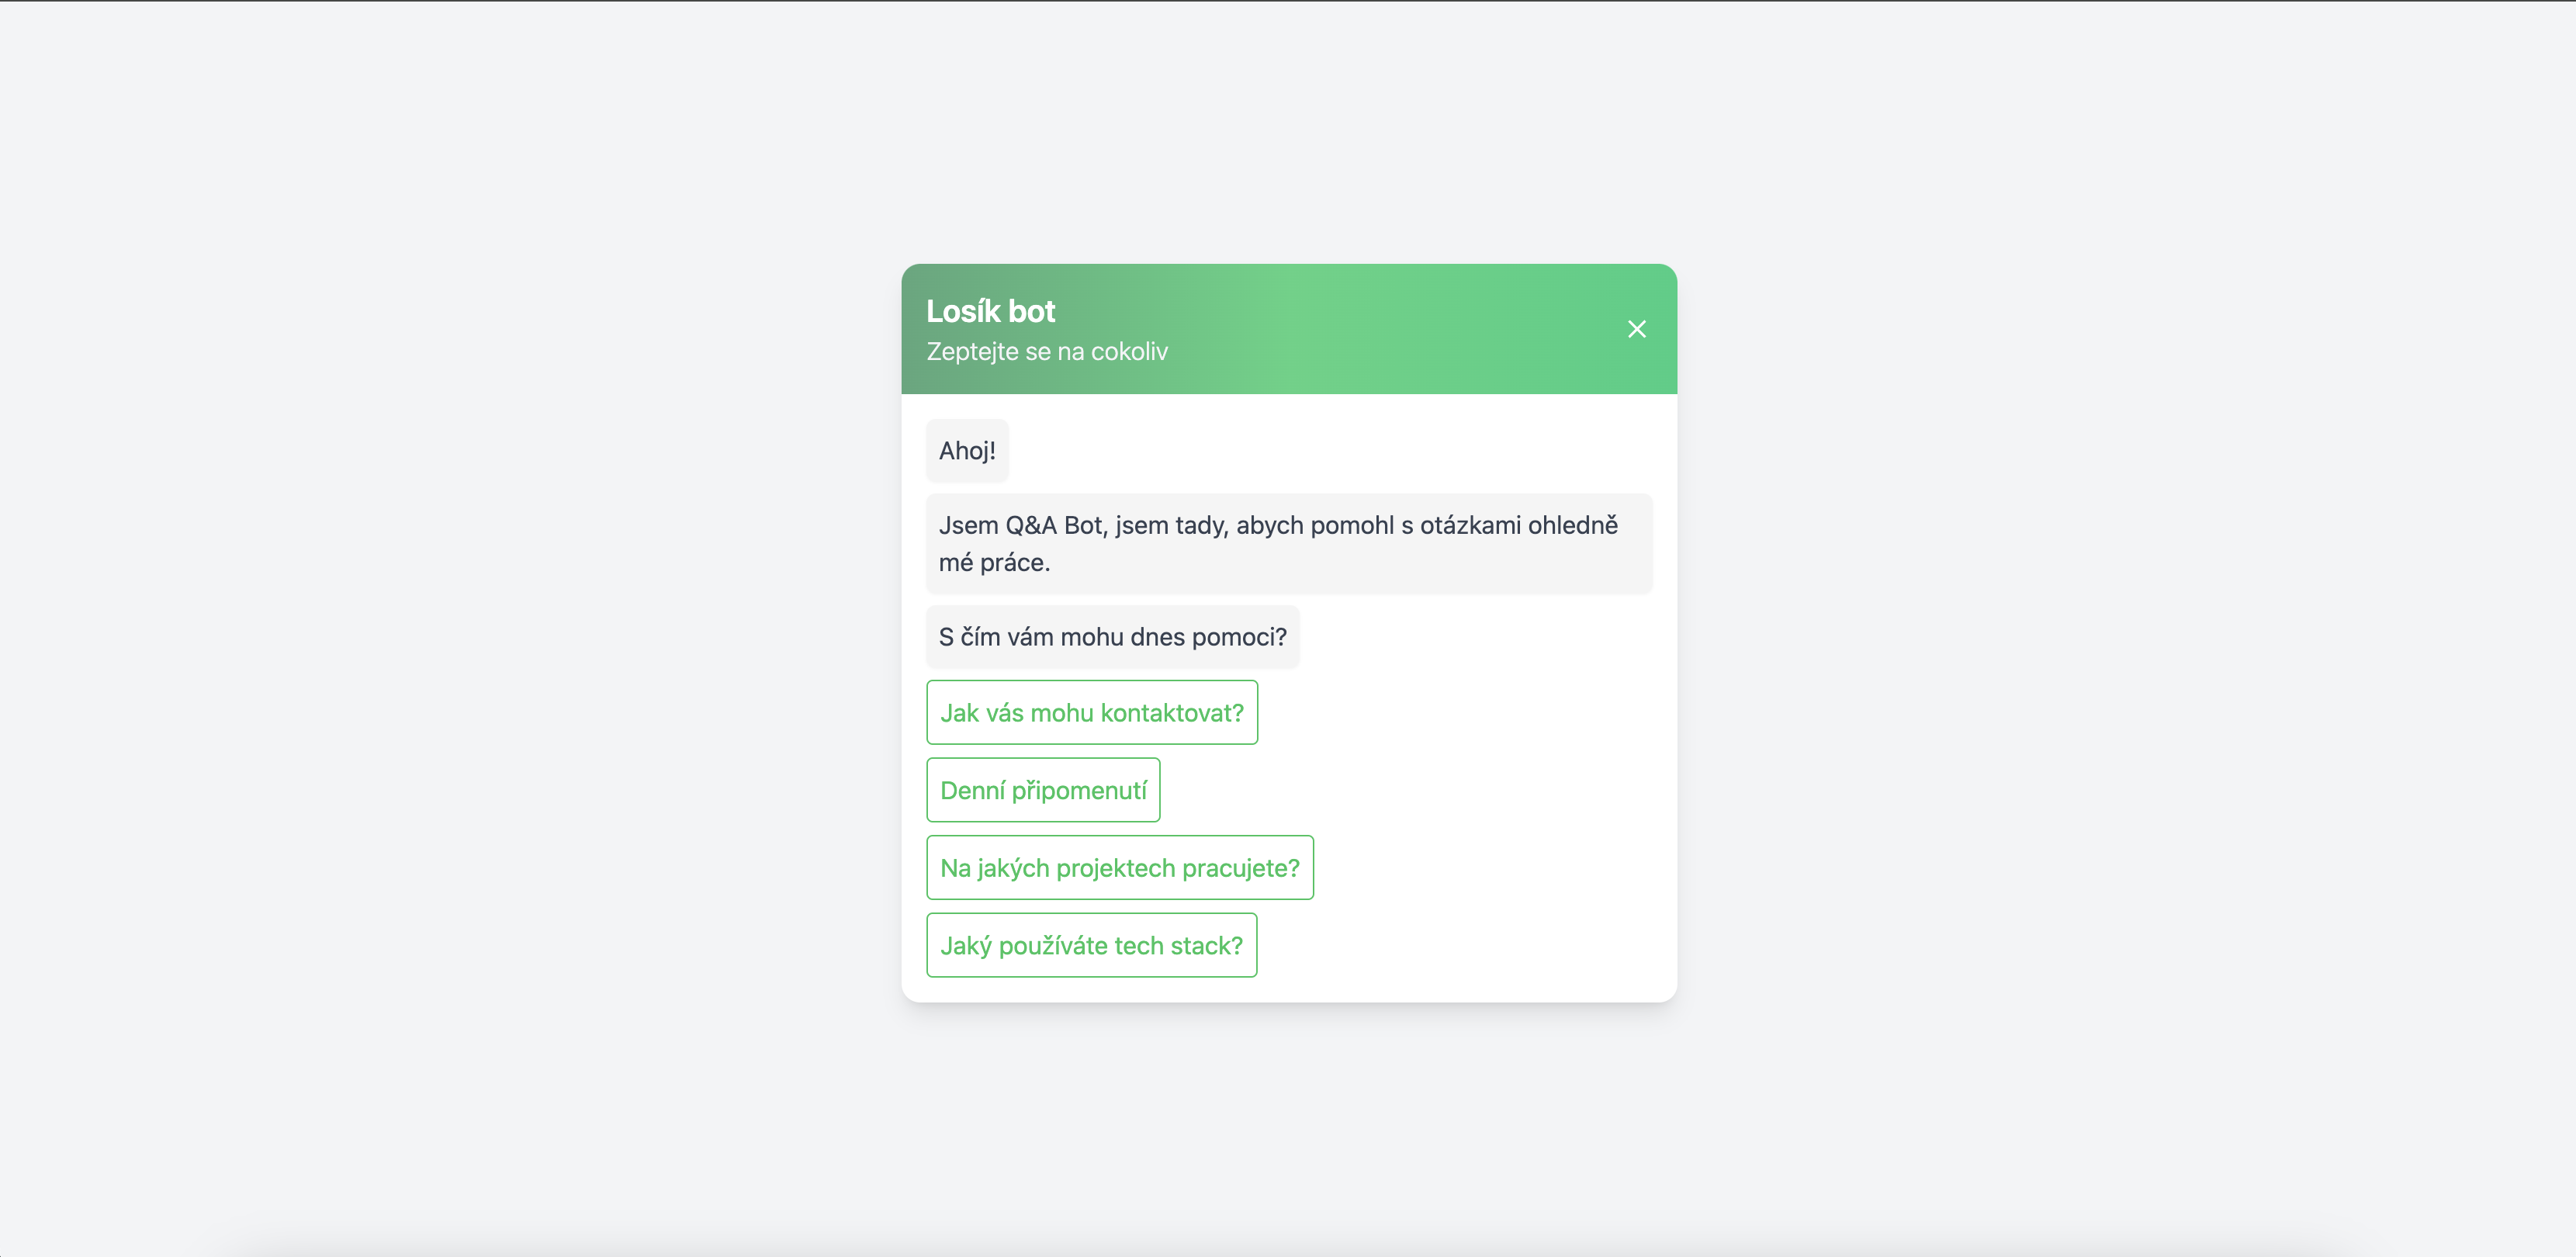 Losík bot
Zeptejte se na cokoliv
Ahoj!
Jsem Q&A Bot, jsem tady, abych pomohl s otázkami ohledně
mé práce.
S čím vám mohu dnes pomoci?
Jak vás mohu kontaktovat?
Denní připomenutí
Na jakých projektech pracujete?
Jaký používáte tech stack?